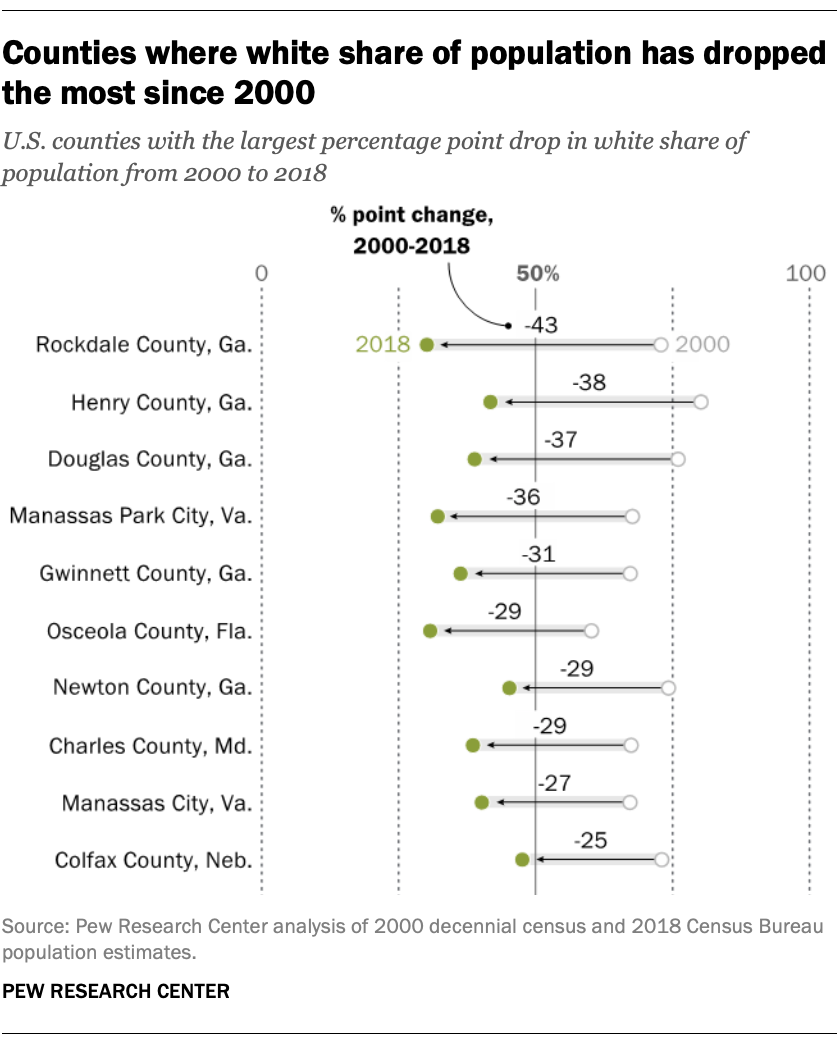 Counties where white share of population has dropped
the most since 2000
U.S. counties with the largest percentage point drop in white share of
population from 2000 to 2018
% point change,
2000-2018
0 50% 100
-43
Rockdale County, Ga. 2018 2000
-38
Henry County, Ga.
-37
Douglas County, Ga.
-36
Manassas Park City, Va.
-31
Gwinnett County, Ga.
-29
Osceola County, Fla.
-29
Newton County, Ga.
-29
Charles County, Md.
-27
Manassas City, Va.
-25
Colfax County, Neb.
Source: Pew Research Center analysis of 2000 decennial census and 2018 Census Bureau
population estimates.
PEW RESEARCH CENTER